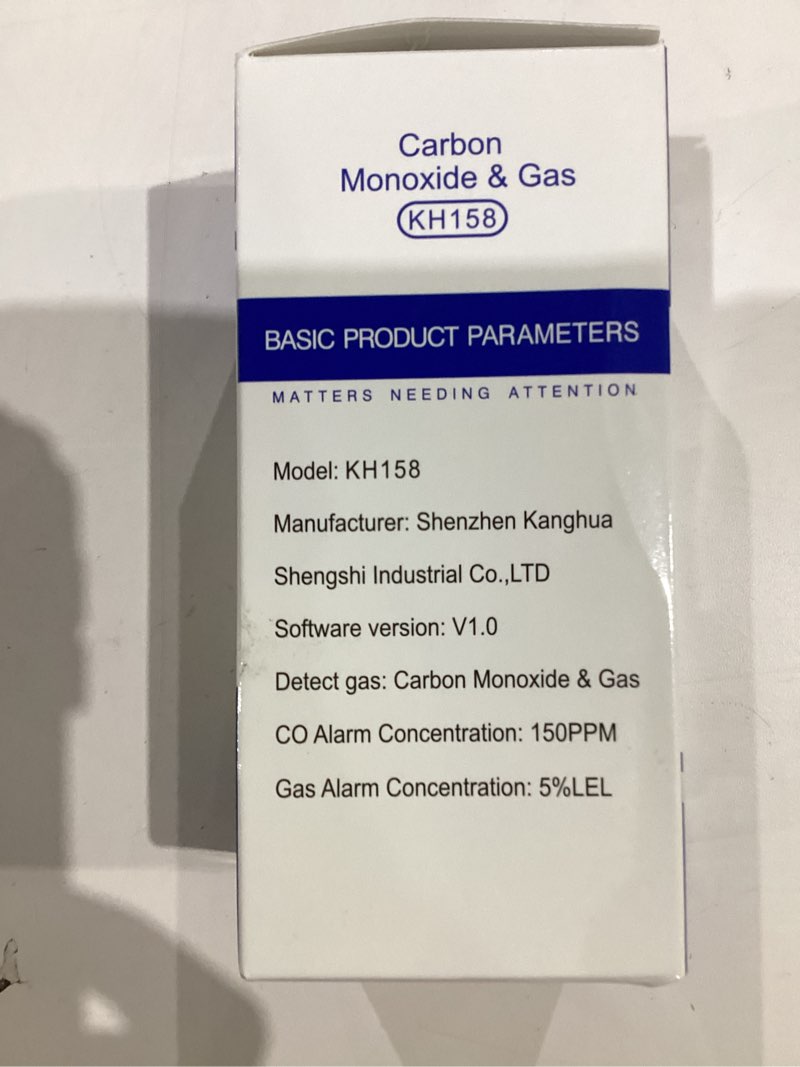 Carbon
Monoxide & Gas
KH158
BASIC PRODUCT PARAMETERS
MATTERS NEEDING ATTENTION
Model: KH158
Manufacturer: Shenzhen Kanghua
Shengshi Industrial Co.,LTD
Software version: V1.0
Detect gas: Carbon Monoxide & Gas
CO Alarm Concentration: 150PPM
Gas Alarm Concentration: 5%LEL